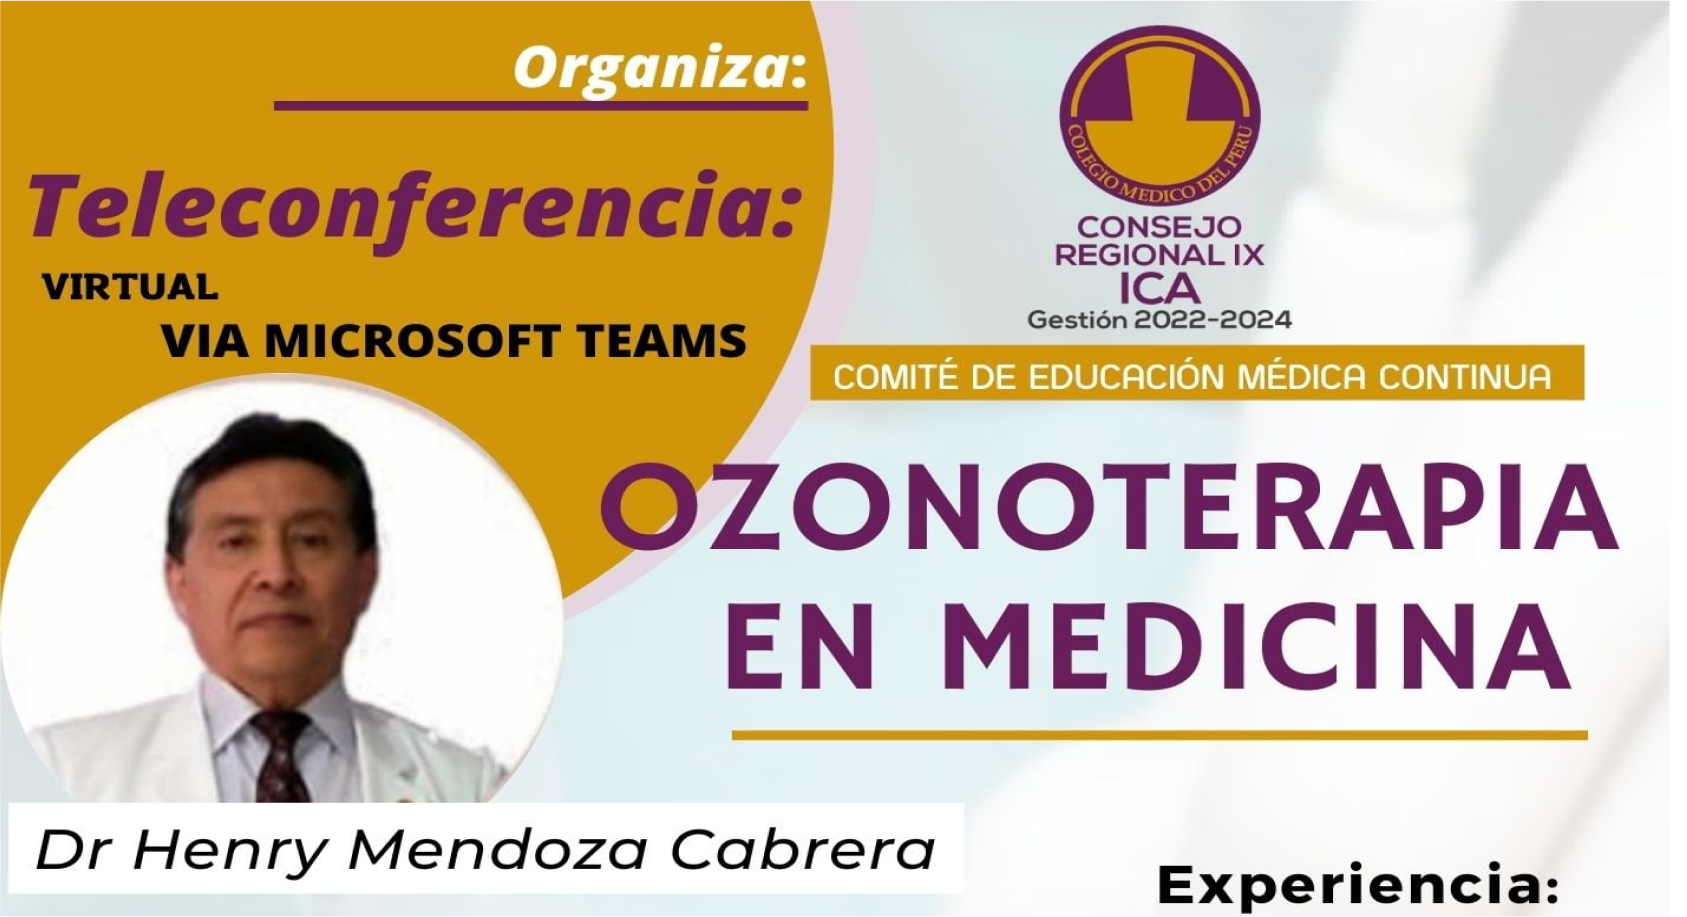 Organiza:
Teleconferencia:
VIRTUAL
VIA MICROSOFT TEAMS
COLEGIO MEDICO DEL PERU
CONSEJO
REGIONAL IX
ICA
Gestión 2022-2024
COMITÉ DE EDUCACIÓN MÉDICA CONTINUA
OZONOTERAPIA
EN MEDICINA
Dr Henry Mendoza Cabrera
Experiencia: